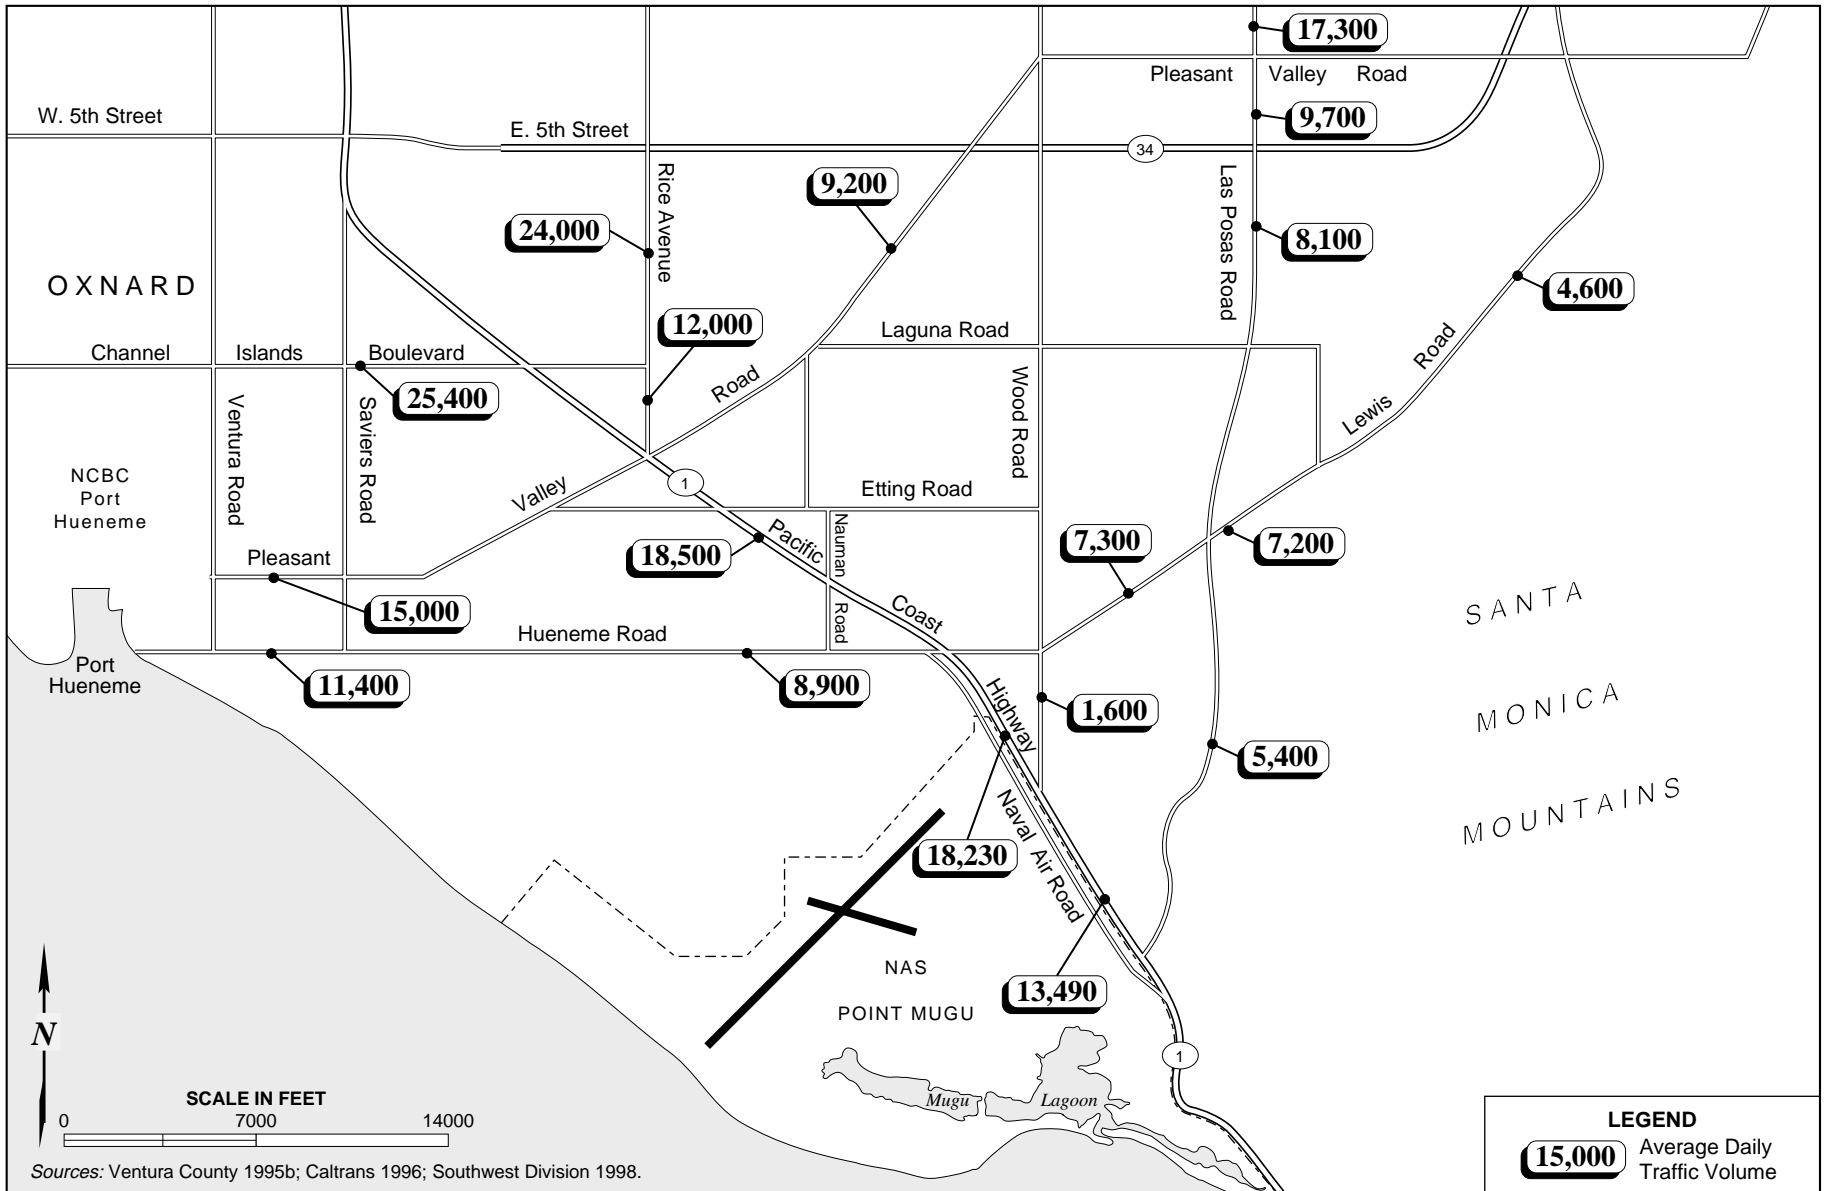 17,300
Pleasant Valley Road
W. 5th Street
E. 5th Street
9,700
34
Rice Avenue
9,200
Las Posas Road
24,000
8,100
OXNARD
4,600
12,000
Laguna Road
Channel Islands Boulevard
25,400
Road
Wood Road
Lewis Road
Ventura Road
Saviers Road
NCBC
Port
Hueneme
1
Valley
Etting Road
18,500
Pacific
Nauman
Road
7,300
7,200
Pleasant
15,000
Coast
SANTA
Hueneme Road
Port
Hueneme
11,400
8,900
Highway
1,600
MONICA
5,400
18,230
Naval Air Road
MOUNTAINS
NAS
POINT MUGU
13,490
N
1
Mugu Lagoon
SCALE IN FEET
0 7000 14000
Sources: Ventura County 1995b; Caltrans 1996; Southwest Division 1998.
LEGEND
15,000
Average Daily
Traffic Volume